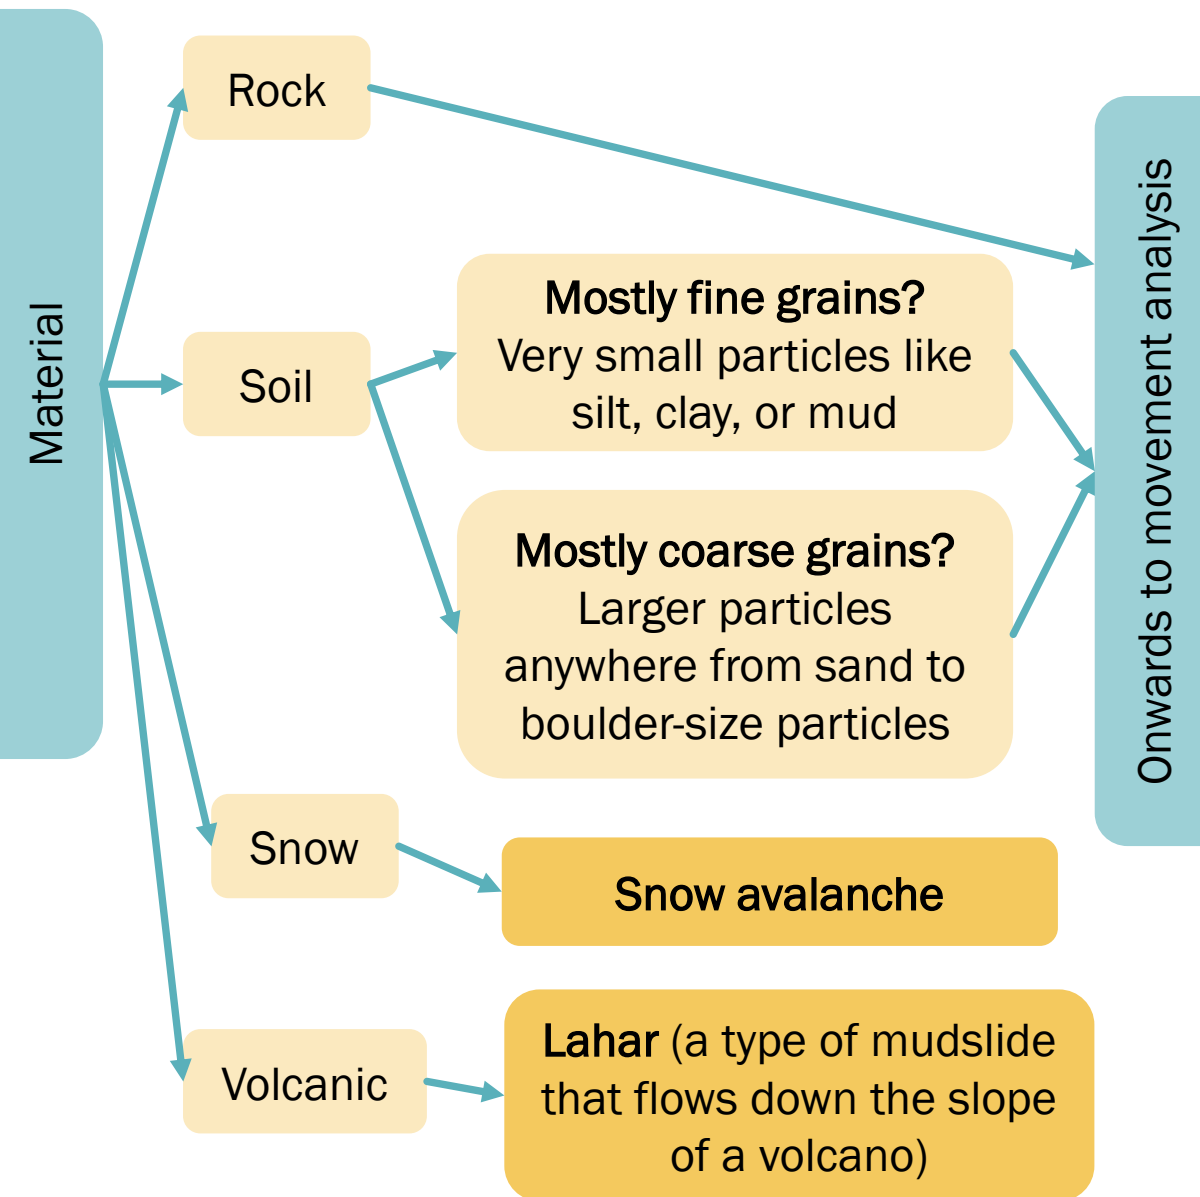 Material
Rock
Soil
Mostly fine grains?
Very small particles like
silt, clay, or mud
Mostly coarse grains?
Larger particles
anywhere from sand to
boulder-size particles
Snow
Snow avalanche
Volcanic
Lahar (a type of mudslide
that flows down the slope
of a volcano)
Onwards to movement analysis